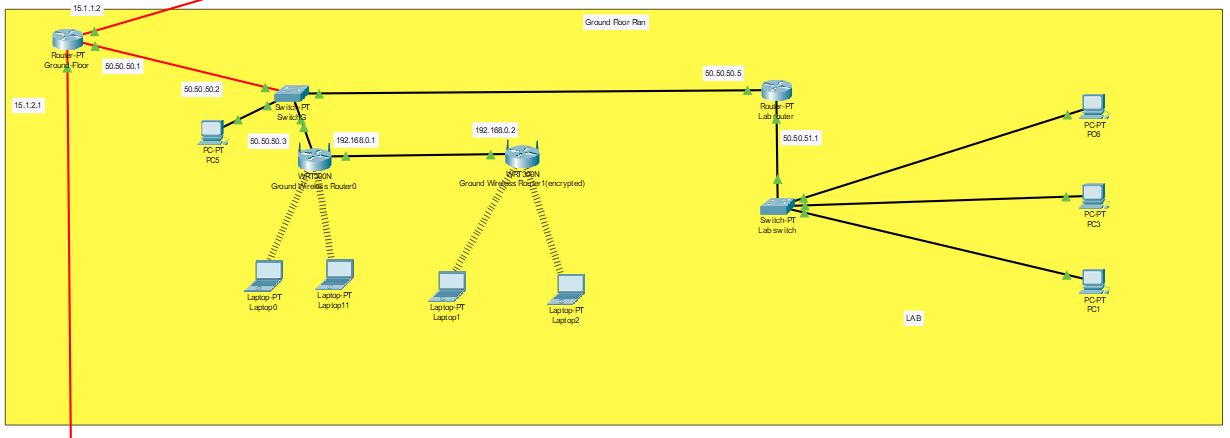 15.1.1.2
Ground Floor Plan
Router-PT
Ground-Floor
50.50.50.1
50.50.50.5
50.50.50.2
15.1.2.1
Switch-PT
SwitchG
Router-PT
Lab router
PC-PT
PC6
PC-PT
PC5
50.50.50.3
192.168.0.1
192.168.0.2
50.50.51.1
WRT300N
Ground Wireless Router0
WRT300N
Ground Wireless Router1(encrypted)
Switch-PT
Lab switch
PC-PT
PC3
Laptop-PT
Laptop0
Laptop-PT
Laptop11
Laptop-PT
Laptop1
Laptop-PT
Laptop2
PC-PT
PC1
LAB